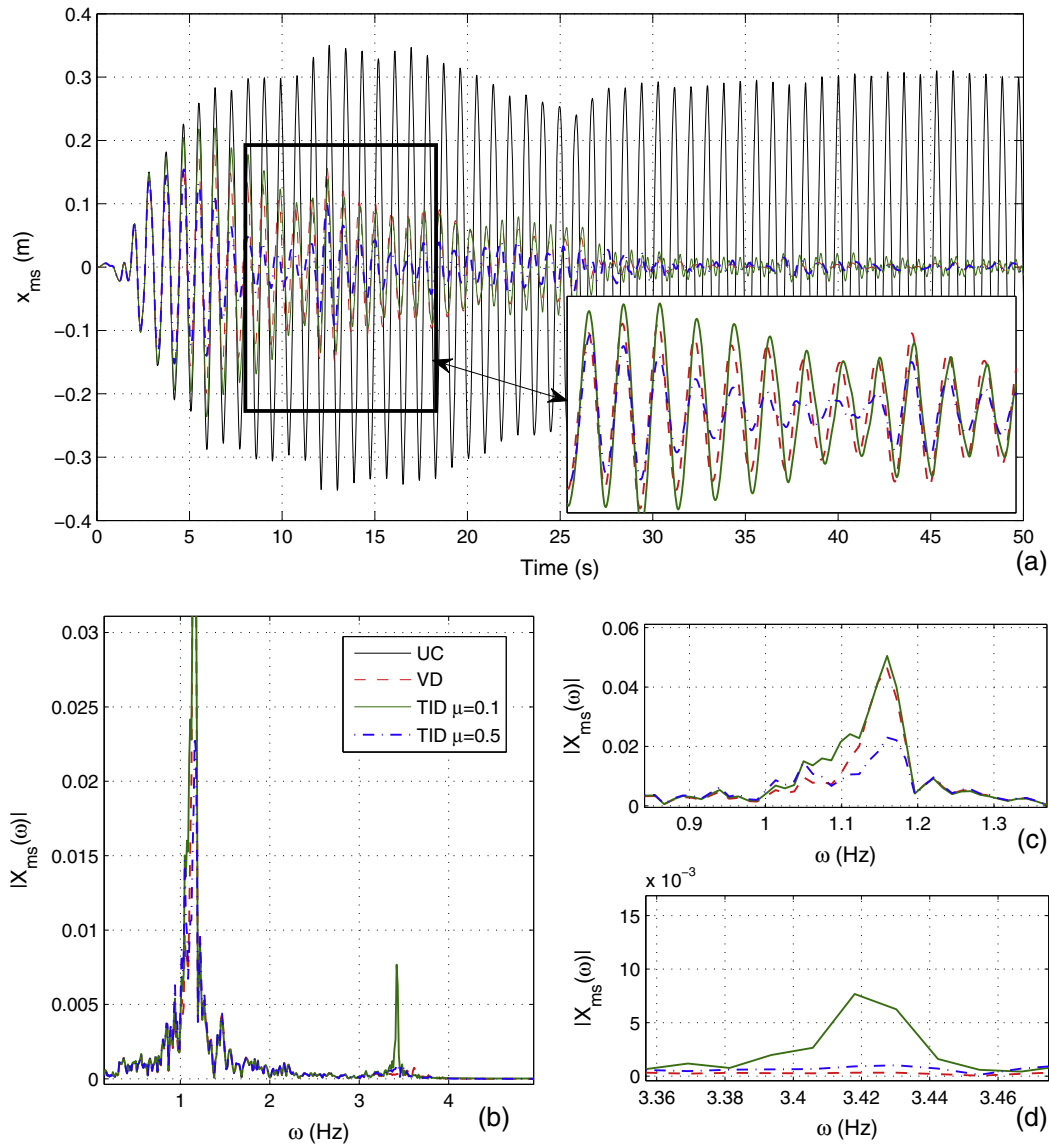 0.4
0.3
0.2
0.1
0
−0.1
−0.2
−0.3
−0.4
x_ms (m)
0 5 10 15 20 25 30 35 40 45 50
Time (s)
(a)
0.03
0.025
0.02
0.015
0.01
0.005
0
|X_ms(ω)|
UC
VD
TID μ=0.1
TID μ=0.5
1 2 3 4
ω (Hz)
(b)
0.06
0.04
0.02
0
|X_ms(ω)|
0.9 1 1.1 1.2 1.3
ω (Hz)
(c)
x 10⁻³
15
10
5
0
|X_ms(ω)|
3.36 3.38 3.4 3.42 3.44 3.46
ω (Hz)
(d)